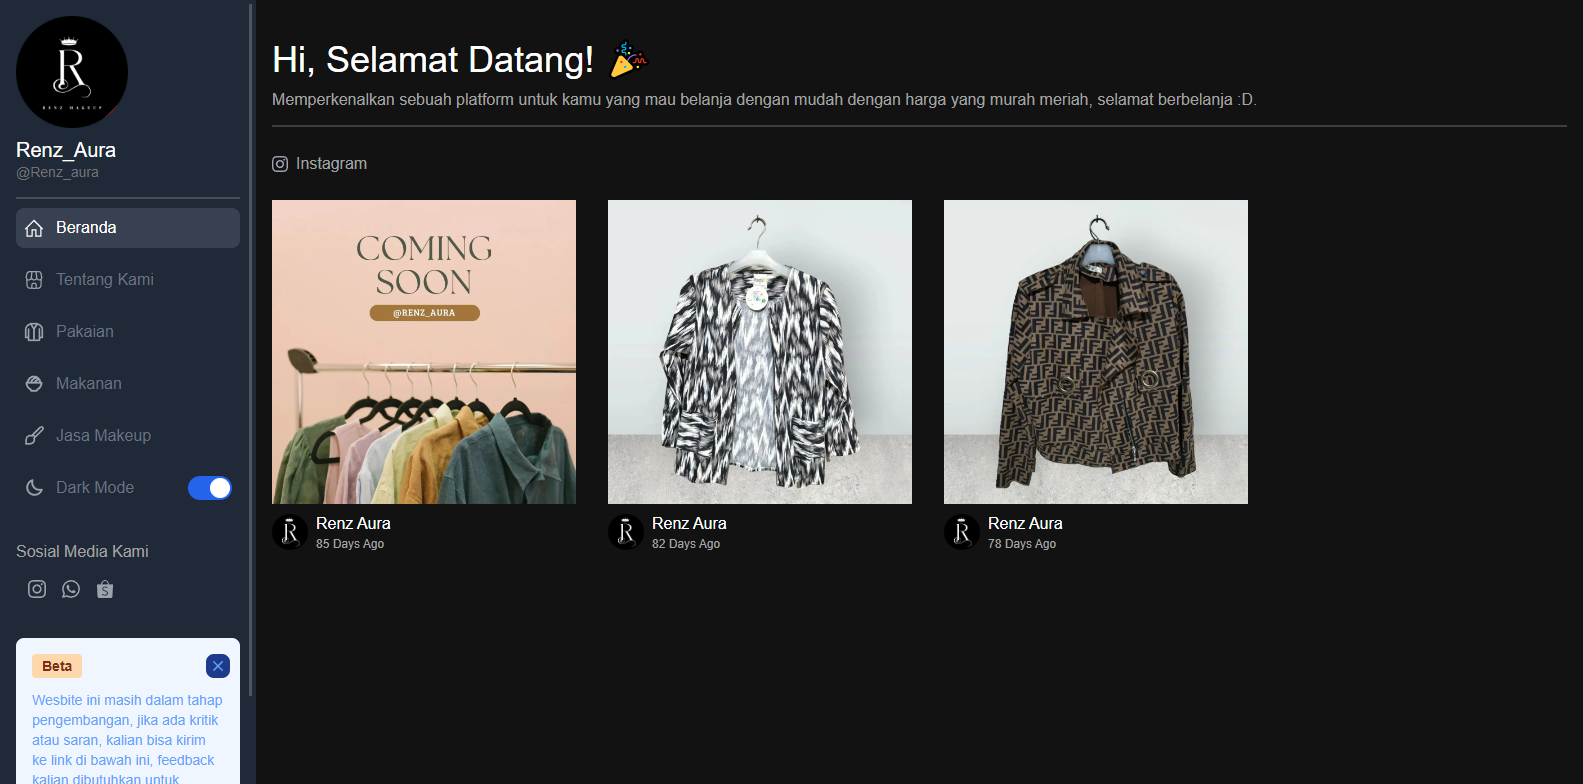 R
RENZ MAKEUP
Renz_Aura
@Renz_aura
Beranda
Tentang Kami
Pakaian
Makanan
Jasa Makeup
Dark Mode
Sosial Media Kami
Beta
Wesbite ini masih dalam tahap
pengembangan, jika ada kritik
atau saran, kalian bisa kirim
ke link di bawah ini, feedback
kalian dibutuhkan untuk
Hi, Selamat Datang!
Memperkenalkan sebuah platform untuk kamu yang mau belanja dengan mudah dengan harga yang murah meriah, selamat berbelanja :D.
Instagram
COMING
SOON
@RENZ_AURA
Renz Aura
85 Days Ago
Renz Aura
82 Days Ago
Renz Aura
78 Days Ago